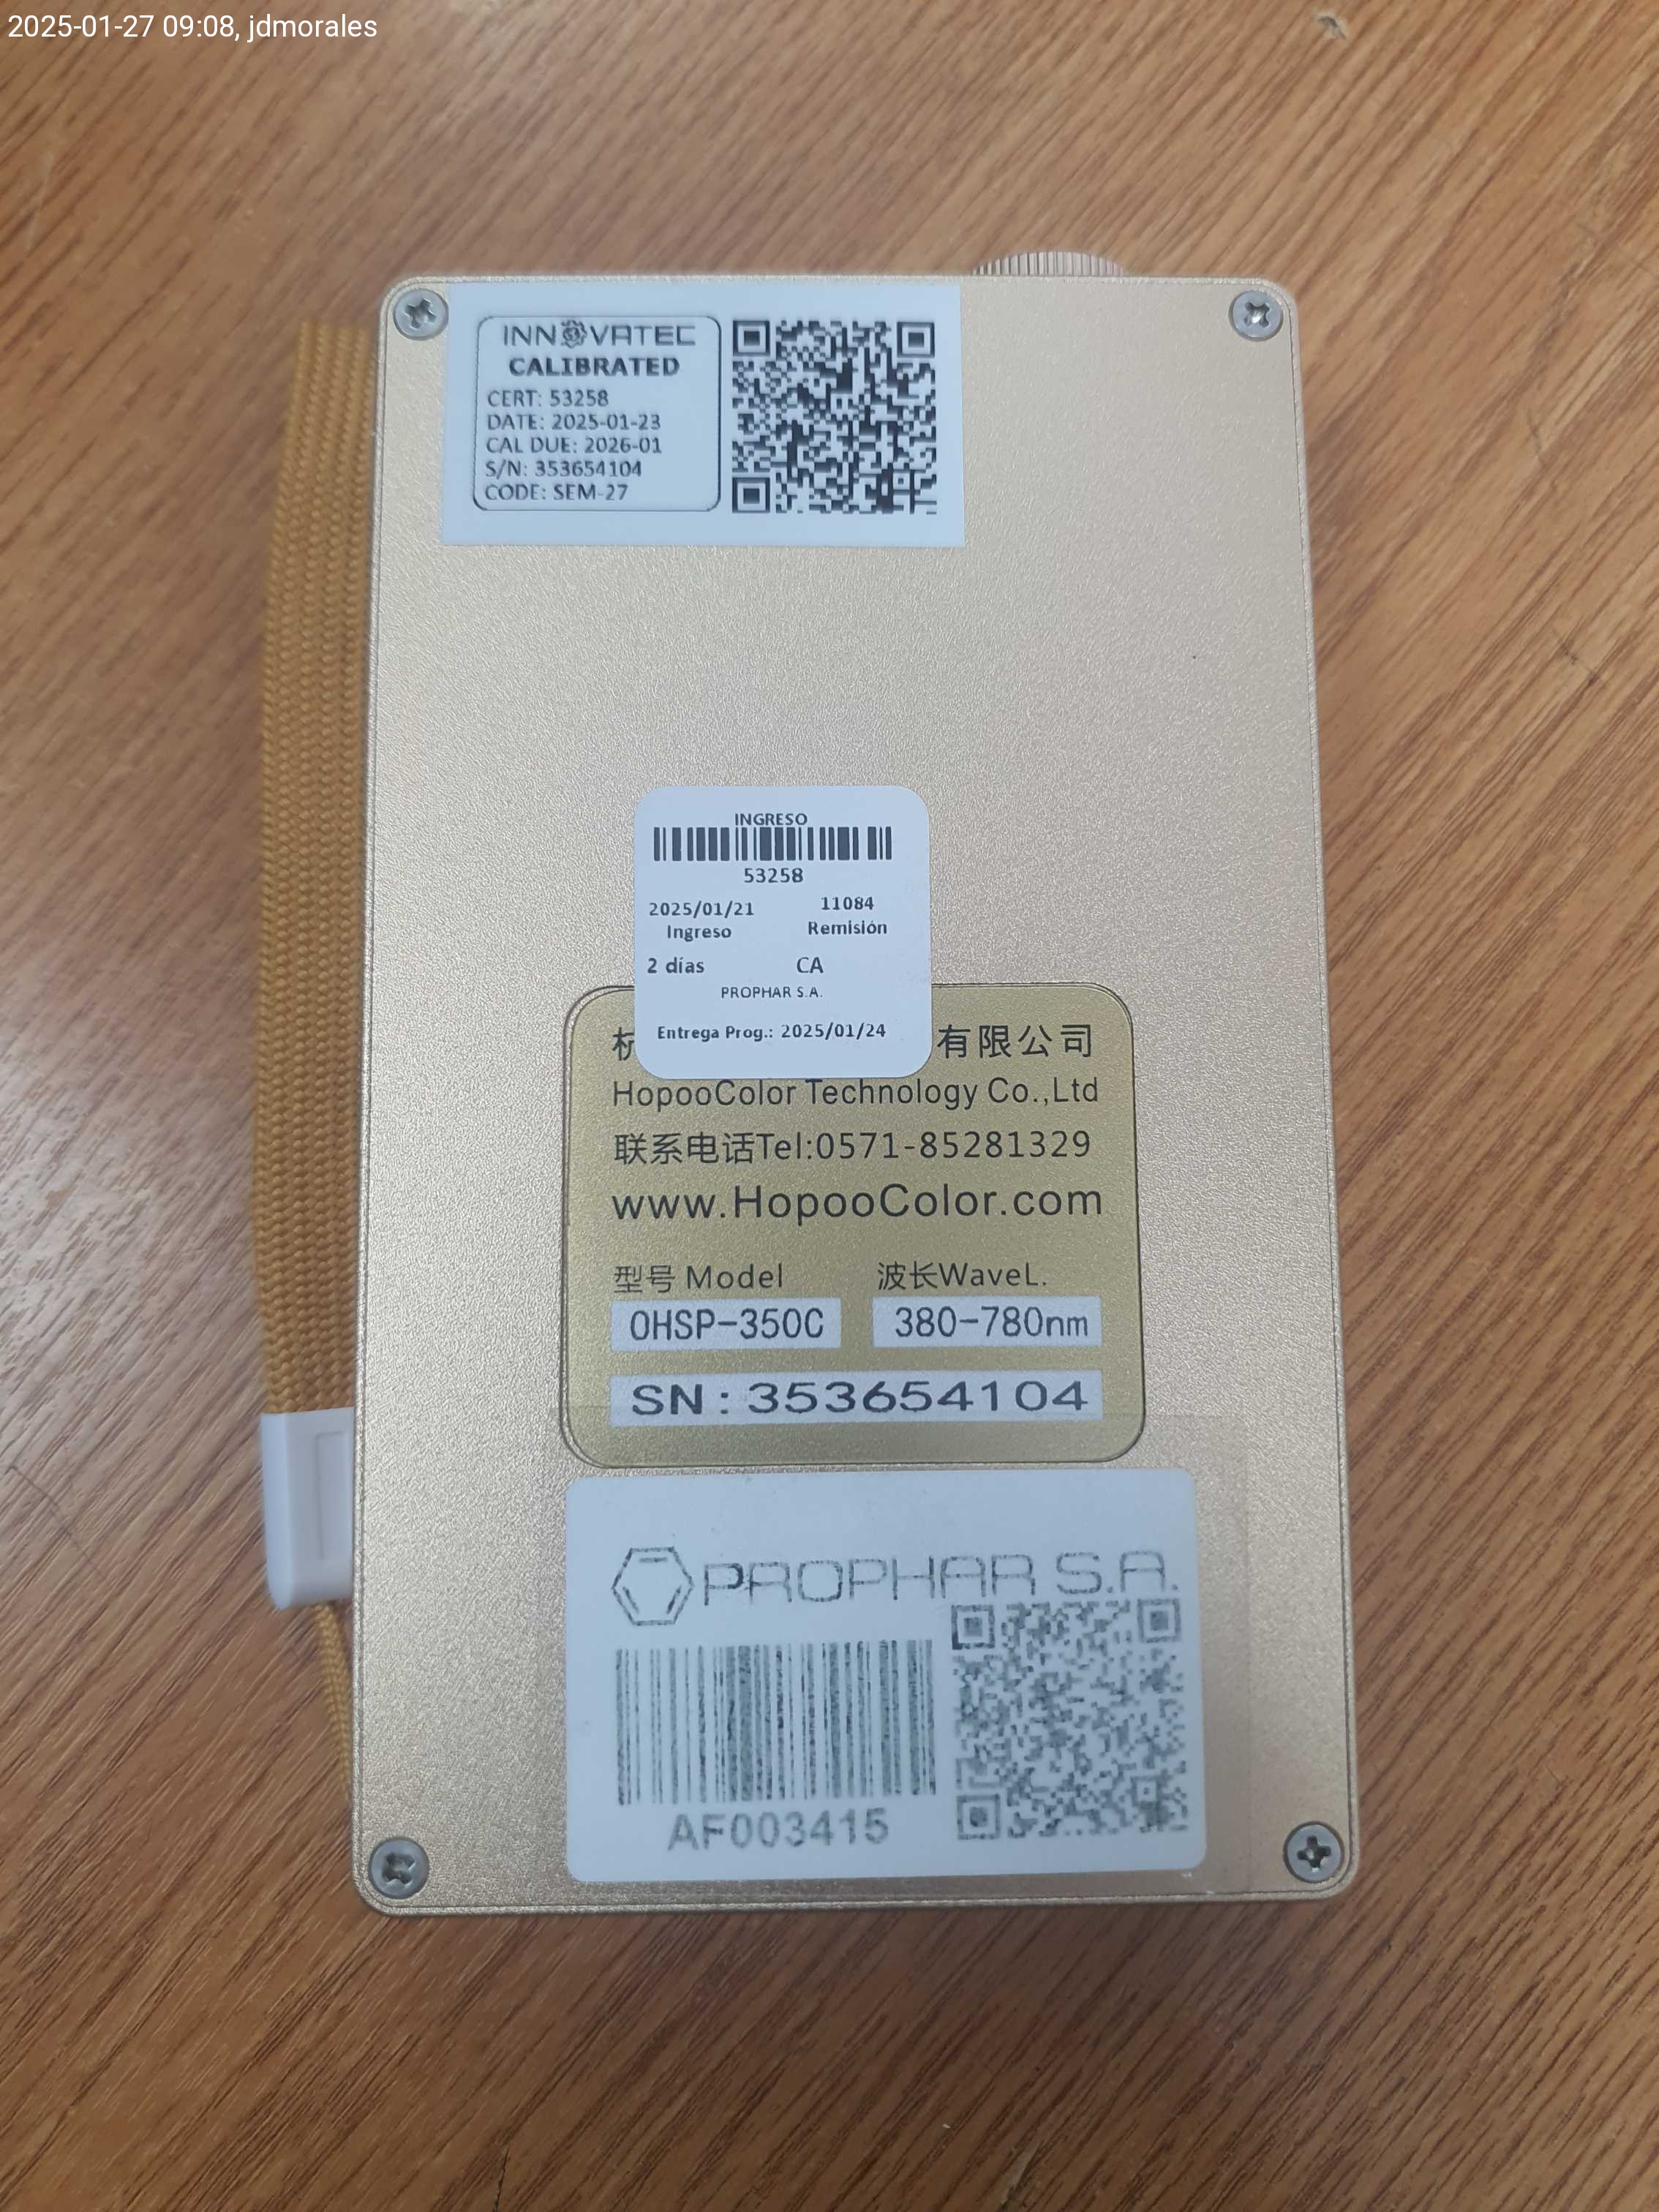 2025-01-27 09:08, jdmorales
INNOVATEC
CALIBRATED
CERT: 53258
DATE: 2025-01-23
CAL DUE: 2026-01
S/N: 353654104
CODE: SEM-27
INGRESO
53258
2025/01/21 11084
Ingreso Remisión
2 días CA
PROPHAR S.A.
Entrega Prog.: 2025/01/24
有限公司
HopooColor Technology Co.,Ltd
联系电话Tel:0571-85281329
www.HopooColor.com
型号 Model 波长WaveL.
OHSP-350C 380-780nm
SN:353654104
PROPHAR S.A.
AF003415